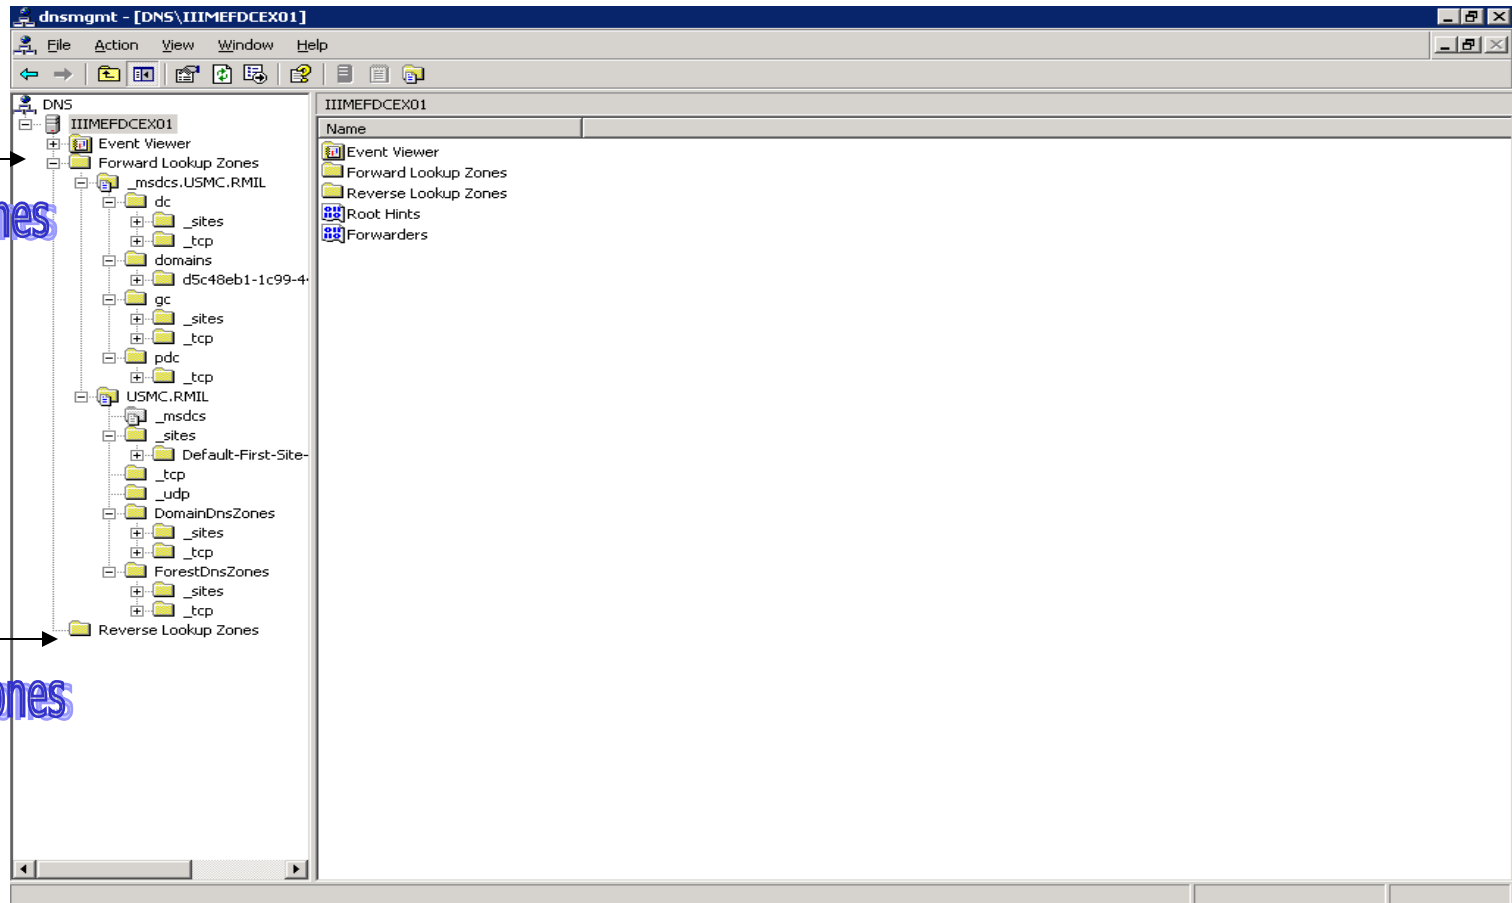 dnsmgmt - [DNS\IIIMEFDCEX01]
File Action View Window Help
DNS
IIIMEFDCEX01
Event Viewer
Forward Lookup Zones
_msdcs.USMC.RMIL
dc
_sites
_tcp
domains
d5c48eb1-1c99-4
gc
_sites
_tcp
pdc
_tcp
USMC.RMIL
_msdcs
_sites
Default-First-Site-
_tcp
_udp
DomainDnsZones
_sites
_tcp
ForestDnsZones
_sites
_tcp
Reverse Lookup Zones
nes
ones
IIIMEFDCEX01
Name
Event Viewer
Forward Lookup Zones
Reverse Lookup Zones
Root Hints
Forwarders